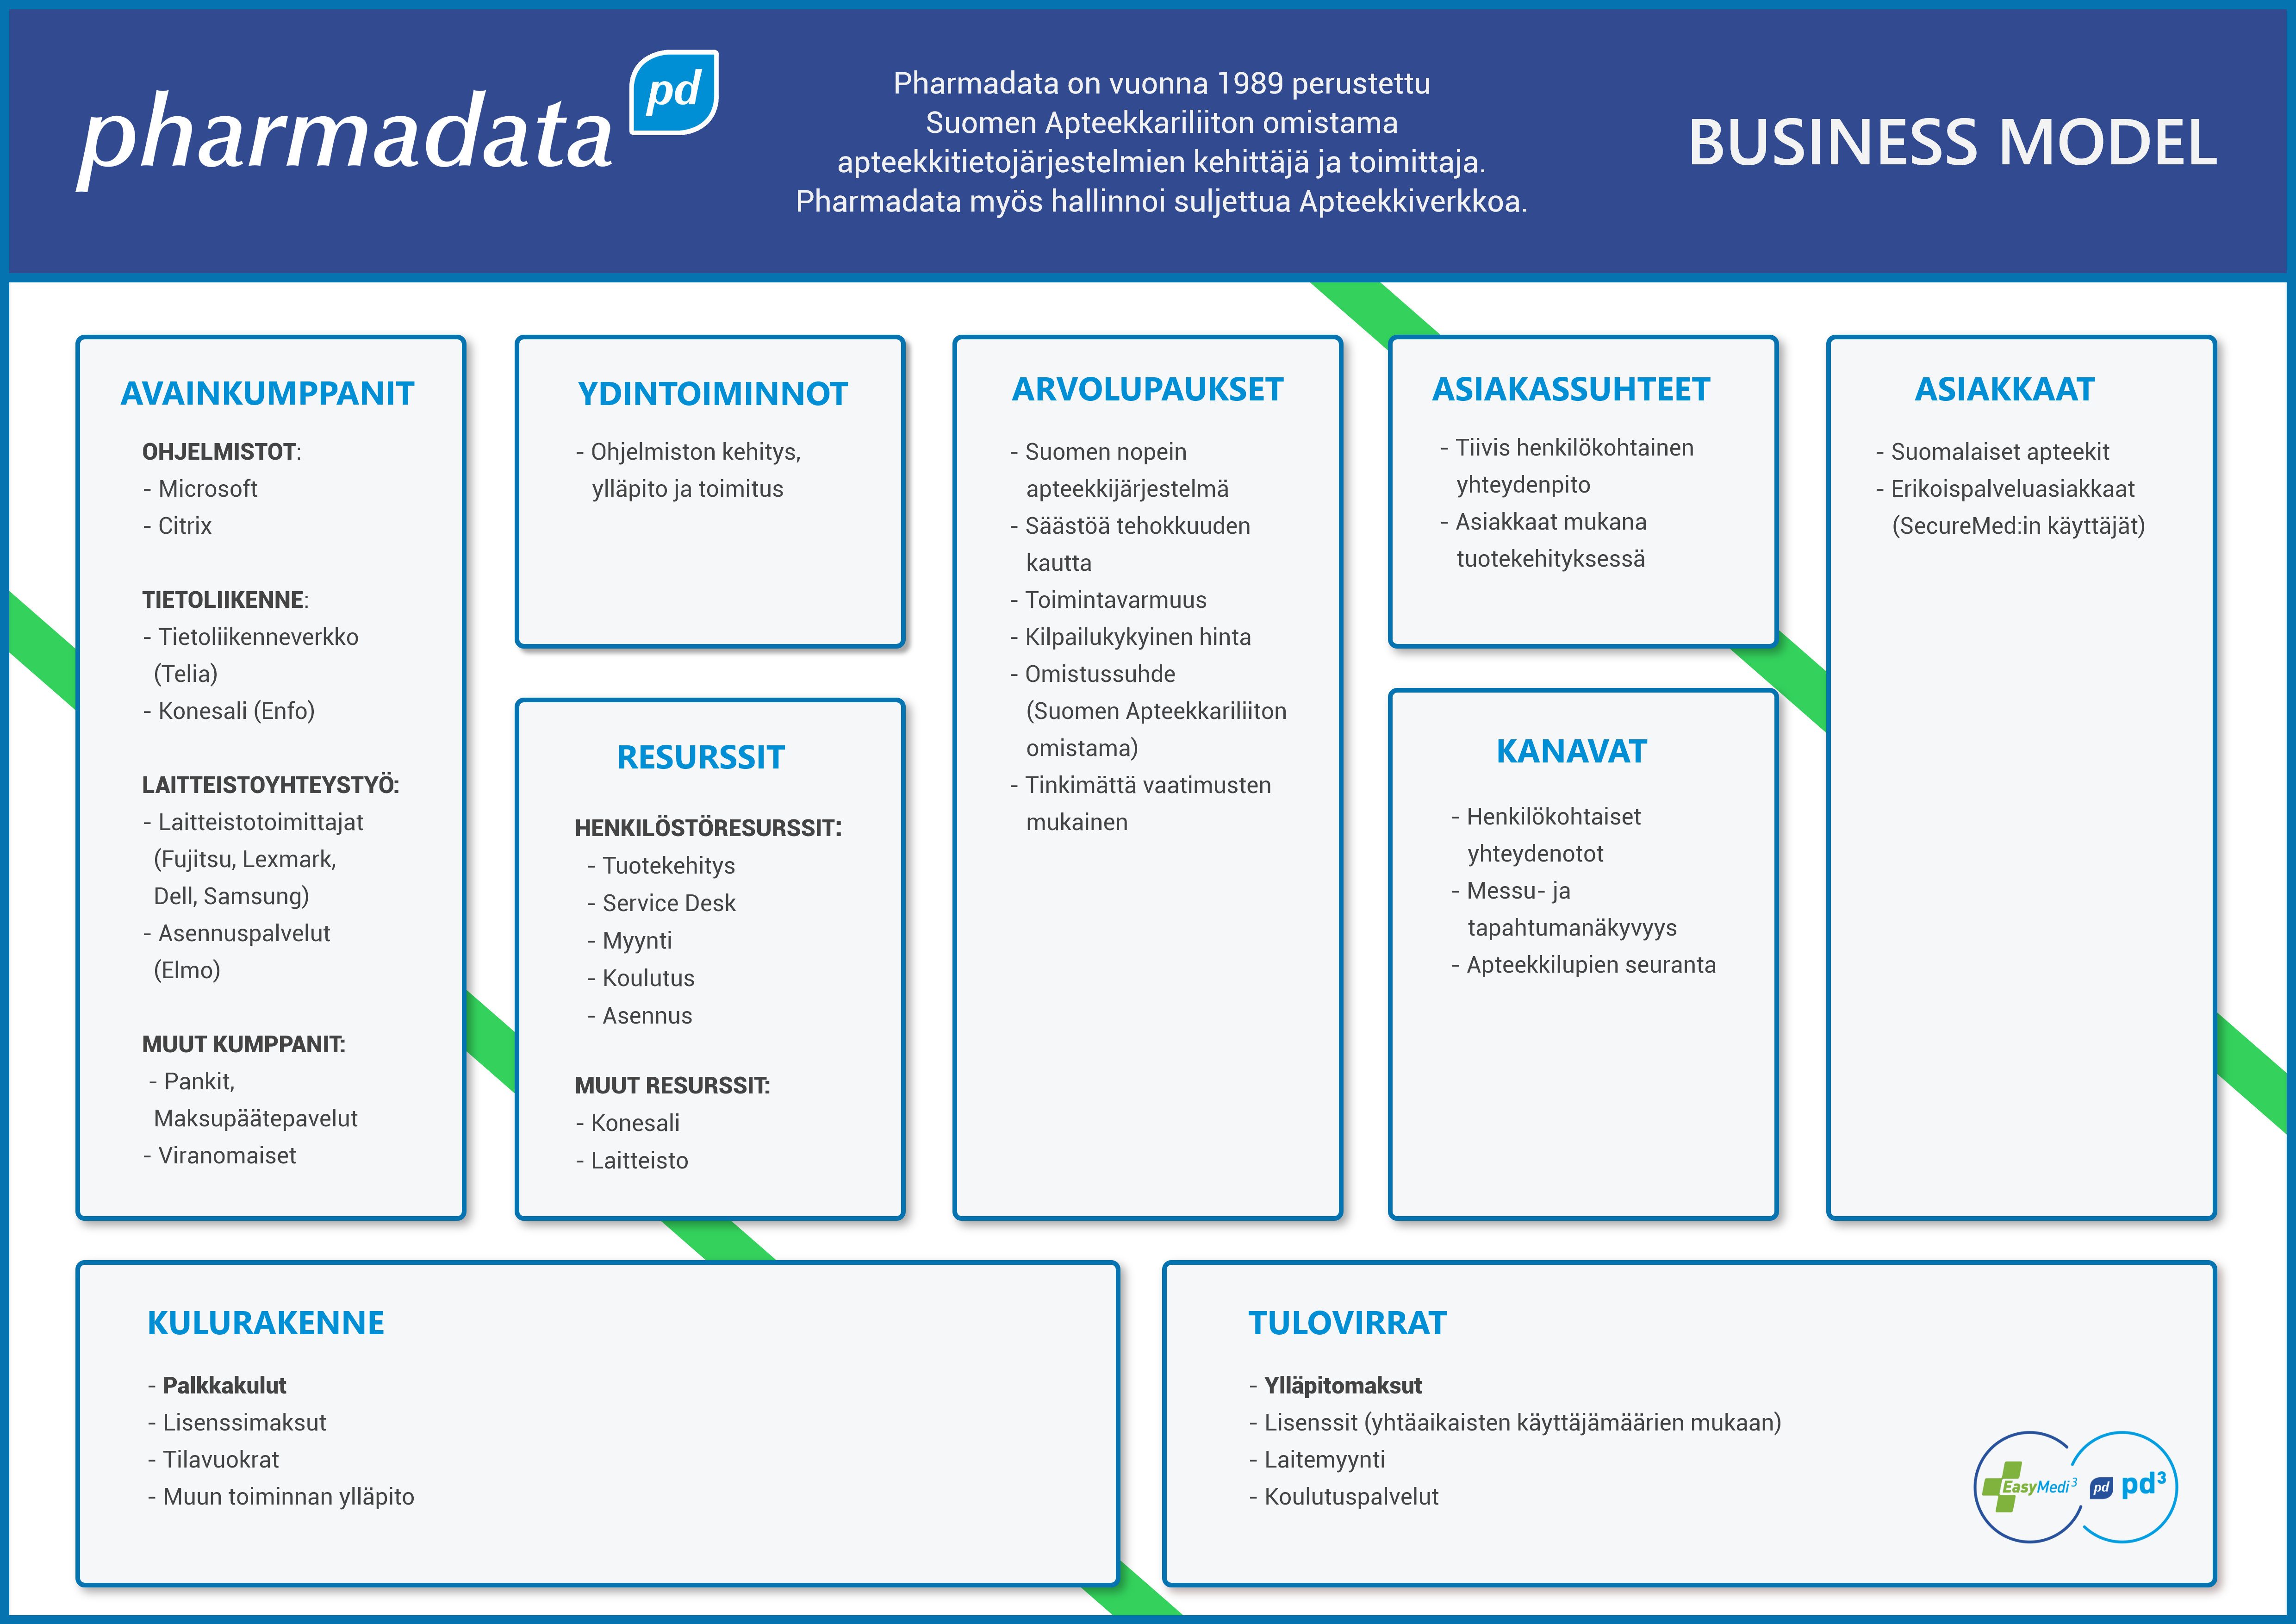 pharmadata pd
Pharmadata on vuonna 1989 perustettu
Suomen Apteekkariliiton omistama
apteekkitietojärjestelmien kehittäjä ja toimittaja.
Pharmadata myös hallinnoi suljettua Apteekkiverkkoa.
BUSINESS MODEL
AVAINKUMPPANIT
OHJELMISTOT:
- Microsoft
- Citrix
TIETOLIIKENNE:
- Tietoliikenneverkko
(Telia)
- Konesali (Enfo)
LAITTEISTOYHTEYSTYÖ:
- Laitteistotoimittajat
(Fujitsu, Lexmark,
Dell, Samsung)
- Asennuspalvelut
(Elmo)
MUUT KUMPPANIT:
- Pankit,
Maksupäätepavelut
- Viranomaiset
YDINTOIMINNOT
- Ohjelmiston kehitys,
ylläpito ja toimitus
RESURSSIT
HENKILÖSTÖRESURSSIT:
- Tuotekehitys
- Service Desk
- Myynti
- Koulutus
- Asennus
MUUT RESURSSIT:
- Konesali
- Laitteisto
ARVOLUPAUKSET
- Suomen nopein
apteekkijärjestelmä
- Säästöä tehokkuuden
kautta
- Toimintavarmuus
- Kilpailukykyinen hinta
- Omistussuhde
(Suomen Apteekkariliiton
omistama)
- Tinkimättä vaatimusten
mukainen
ASIAKASSUHTEET
- Tiivis henkilökohtainen
yhteydenpito
- Asiakkaat mukana
tuotekehityksessä
KANAVAT
- Henkilökohtaiset
yhteydenotot
- Messu- ja
tapahtumanäkyvyys
- Apteekkilupien seuranta
ASIAKKAAT
- Suomalaiset apteekit
- Erikoispalveluasiakkaat
(SecureMed:in käyttäjät)
KULURAKENNE
- Palkkakulut
- Lisenssimaksut
- Tilavuokrat
- Muun toiminnan ylläpito
TULOVIRRAT
- Ylläpitomaksut
- Lisenssit (yhtäaikaisten käyttäjämäärien mukaan)
- Laitemyynti
- Koulutuspalvelut
EasyMedi³ pd pd³